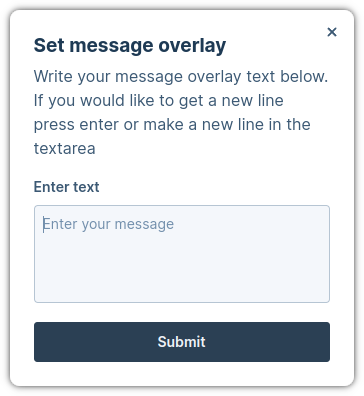 ×
Set message overlay
Write your message overlay text below.
If you would like to get a new line
press enter or make a new line in the
textarea
Enter text
Enter your message
Submit